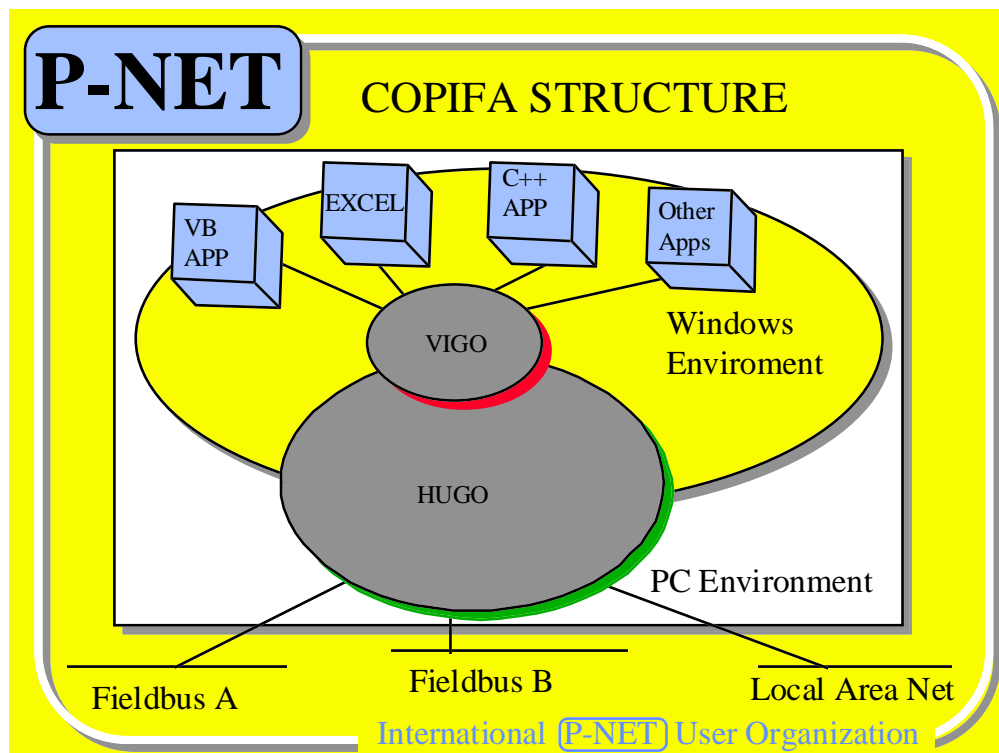 P-NET
COPIFA STRUCTURE
VB
APP
EXCEL
C++
APP
Other
Apps
VIGO
Windows
Enviroment
HUGO
PC Environment
Fieldbus A
Fieldbus B
Local Area Net
International P-NET User Organization